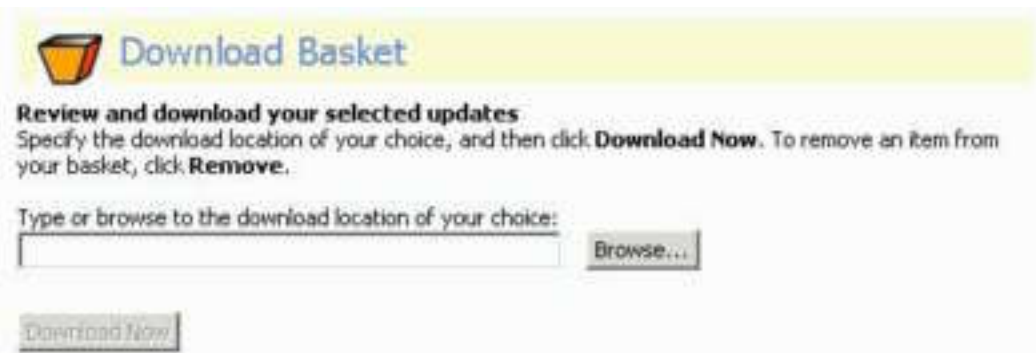 Download Basket
Review and download your selected updates
Specify the download location of your choice, and then click Download Now. To remove an item from
your basket, click Remove.
Type or browse to the download location of your choice:
Browse...
Download Now